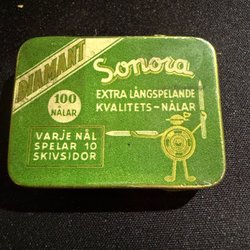 DIAMANT
Sonora
100
NÅLAR
EXTRA LÅNGSPELANDE
KVALITETS-NÅLAR
VARJE NÅL
SPELAR 10
SKIVSIDOR